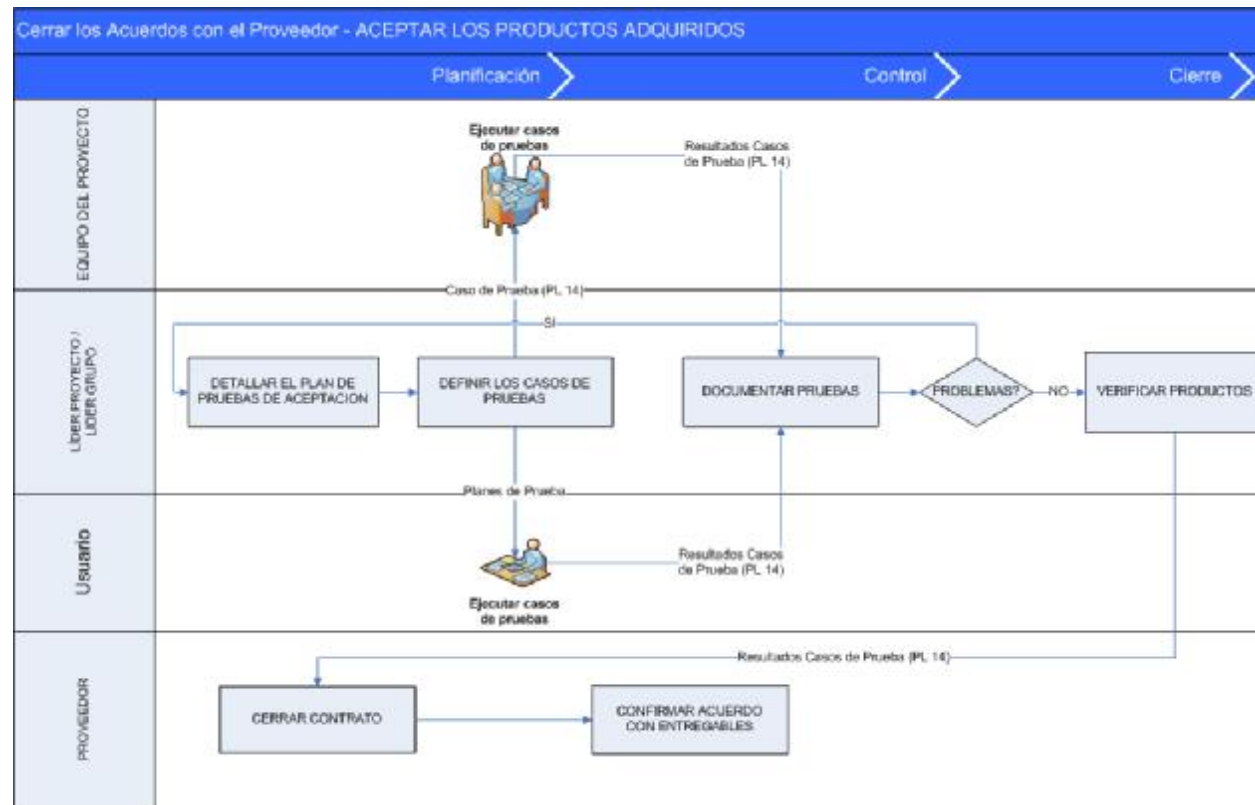 Cerrar los Acuerdos con el Proveedor - ACEPTAR LOS PRODUCTOS ADQUIRIDOS
Planificación
Control
Cierre
EQUIPO DEL PROYECTO
Ejecutar casos
de pruebas
Resultados Casos
de Prueba (PL 14)
Caso de Prueba (PL 14)
LÍDER PROYECTO /
LIDER GRUPO
SI
DETALLAR EL PLAN DE
PRUEBAS DE ACEPTACION
DEFINIR LOS CASOS DE
PRUEBAS
DOCUMENTAR PRUEBAS
PROBLEMAS?
NO
VERIFICAR PRODUCTOS
Planes de Prueba
Usuario
Ejecutar casos
de pruebas
Resultados Casos
de Prueba (PL 14)
PROVEEDOR
Resultados Casos de Prueba (PL 14)
CERRAR CONTRATO
CONFIRMAR ACUERDO
CON ENTREGABLES